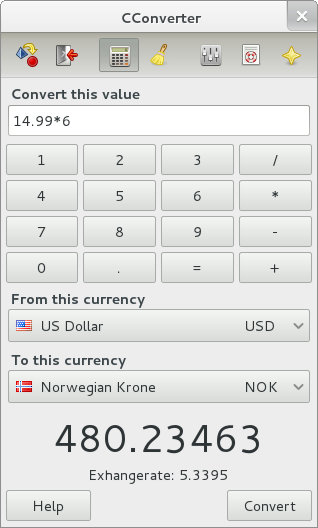 CConverter
Convert this value
14.99*6
1 2 3 /
4 5 6 *
7 8 9 -
0 . = +
From this currency
US Dollar USD
To this currency
Norwegian Krone NOK
480.23463
Exhangerate: 5.3395
Help Convert